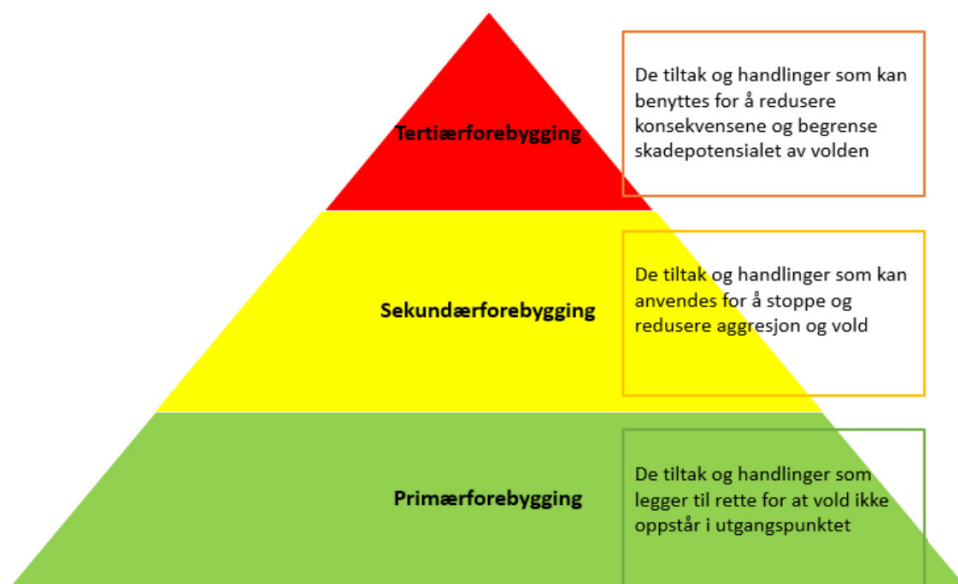 Tertiærforebygging
De tiltak og handlinger som kan
benyttes for å redusere
konsekvensene og begrense
skadepotensialet av volden
Sekundærforebygging
De tiltak og handlinger som kan
anvendes for å stoppe og
redusere aggresjon og vold
Primærforebygging
De tiltak og handlinger som
legger til rette for at vold ikke
oppstår i utgangspunktet